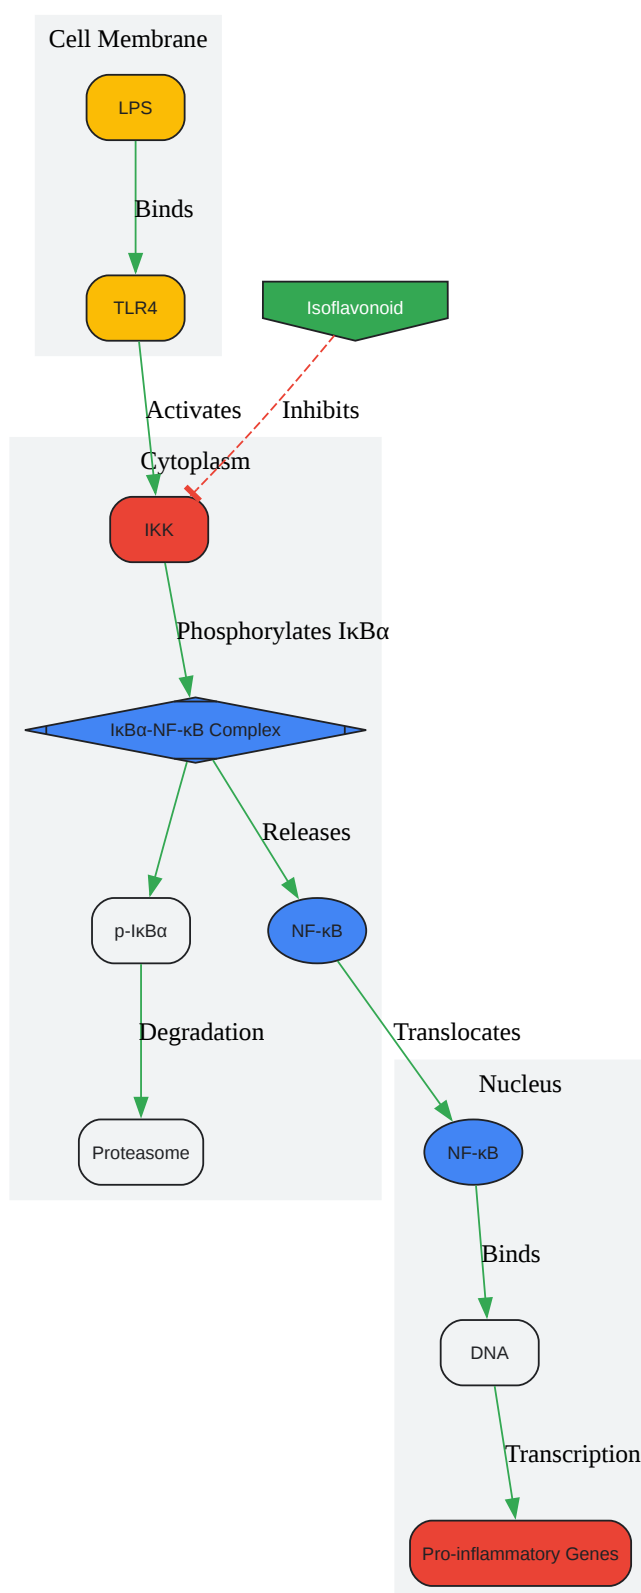 Cell Membrane
LPS
Binds
TLR4
Isoflavonoid
Activates
Inhibits
Cytoplasm
IKK
Phosphorylates IκBα
IκBα-NF-κB Complex
Releases
p-IκBα
NF-κB
Degradation
Translocates
Nucleus
Proteasome
NF-κB
Binds
DNA
Transcription
Pro-inflammatory Genes